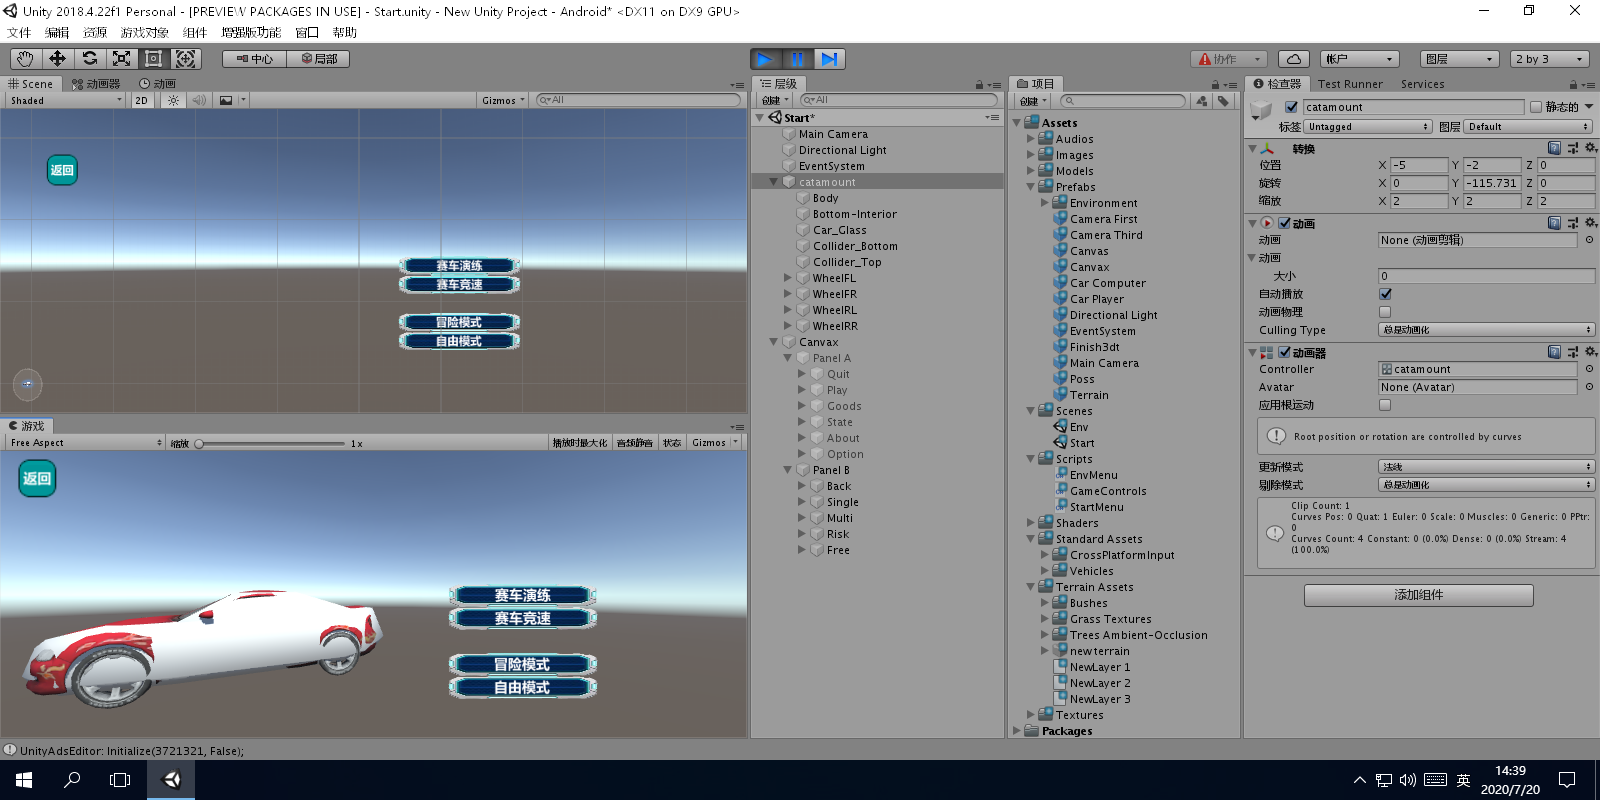 Unity 2018.4.22f1 Personal - [PREVIEW PACKAGES IN USE] - Start.unity - New Unity Project - Android* <DX11 on DX9 GPU>
文件 编辑 资源 游戏对象 组件 增强版功能 窗口 帮助
中心 局部 协作 帐户 图层 2 by 3
Scene 动画器 动画
Shaded 2D Gizmos All
返回
赛车演练
赛车竞速
冒险模式
自由模式
游戏
Free Aspect 缩放 1x 播放时最大化 音频静音 状态 Gizmos
返回
赛车演练
赛车竞速
冒险模式
自由模式
层级
创建 All
Start*
Main Camera
Directional Light
EventSystem
catamount
Body
Bottom-Interior
Car_Glass
Collider_Bottom
Collider_Top
WheelFL
WheelFR
WheelRL
WheelRR
Canvax
Panel A
Quit
Play
Goods
State
About
Option
Panel B
Back
Single
Multi
Risk
Free
项目
创建
Assets
Audios
Images
Models
Prefabs
Environment
Camera First
Camera Third
Canvas
Canvax
Car Computer
Car Player
Directional Light
EventSystem
Finish3dt
Main Camera
Poss
Terrain
Scenes
Env
Start
Scripts
EnvMenu
GameControls
StartMenu
Shaders
Standard Assets
CrossPlatformInput
Vehicles
Terrain Assets
Bushes
Grass Textures
Trees Ambient-Occlusion
new terrain
NewLayer 1
NewLayer 2
NewLayer 3
Textures
Packages
检查器 Test Runner Services
catamount 静态的
标签 Untagged 图层 Default
转换
位置 X -5 Y -2 Z 0
旋转 X 0 Y -115.731 Z 0
缩放 X 2 Y 2 Z 2
动画
动画 None (动画剪辑)
动画
大小 0
自动播放
动画物理
Culling Type 总是动画化
动画器
Controller catamount
Avatar None (Avatar)
应用根运动
Root position or rotation are controlled by curves
更新模式 法线
剔除模式 总是动画化
Clip Count: 1
Curves Pos: 0 Quat: 1 Euler: 0 Scale: 0 Muscles: 0 Generic: 0 PPtr:
0
Curves Count: 4 Constant: 0 (0.0%) Dense: 0 (0.0%) Stream: 4
(100.0%)
添加组件
UnityAdsEditor: Initialize(3721321, False);
英
14:39
2020/7/20